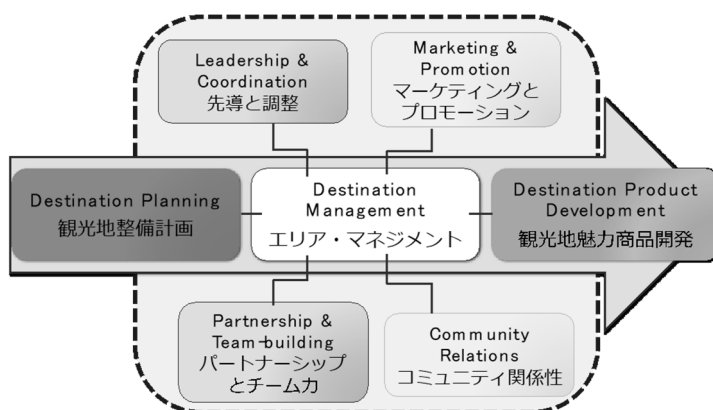 Leadership &
Coordination
先導と調整
Marketing &
Promotion
マーケティングと
プロモーション
Destination Planning
観光地整備計画
Destination
Management
エリア・マネジメント
Destination Product
Development
観光地魅力商品開発
Partnership &
Team-building
パートナーシップ
とチーム力
Community
Relations
コミュニティ関係性